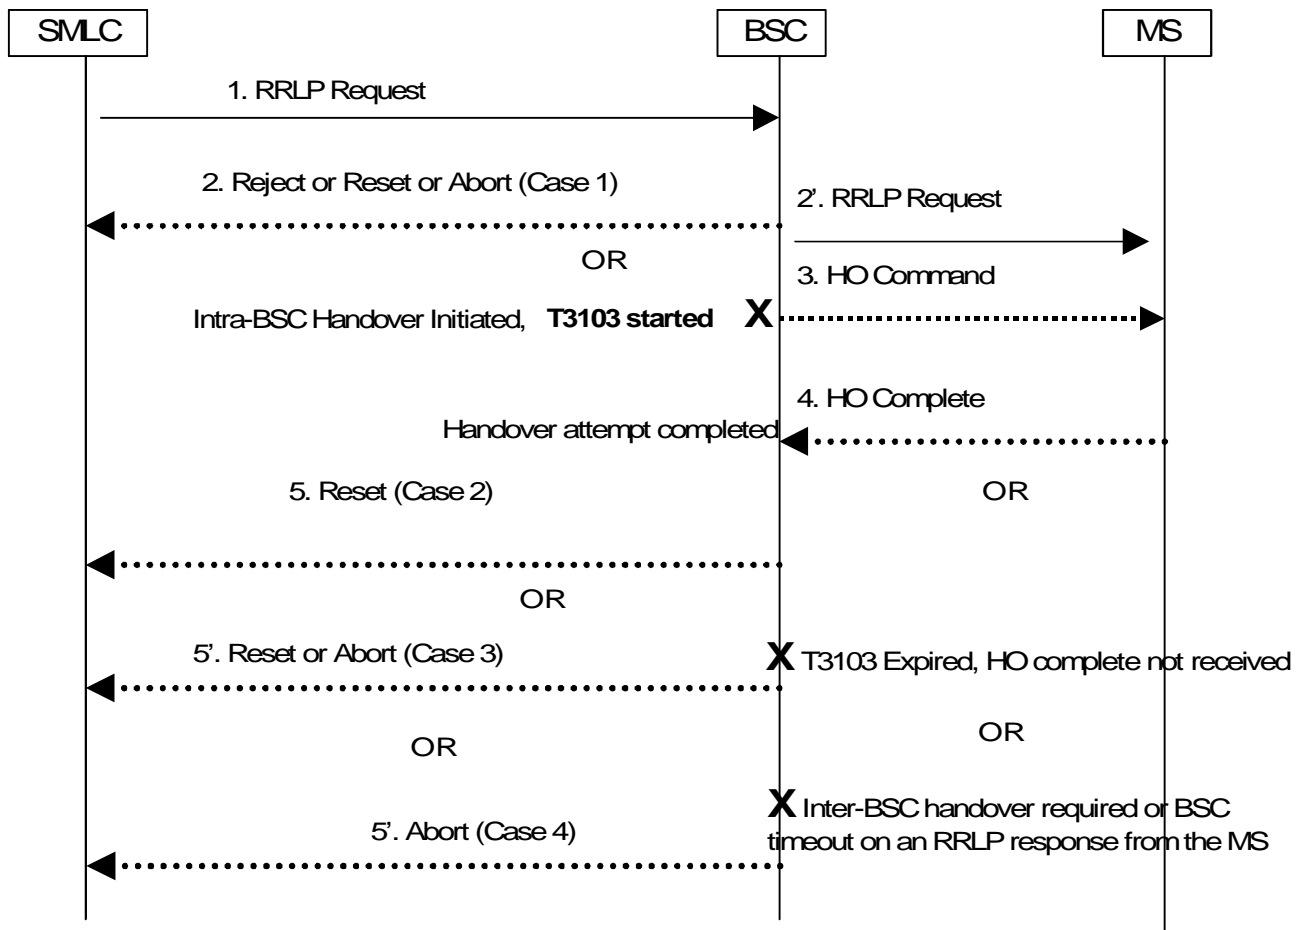 SMLC
BSC
MS
1. RRLP Request
2. Reject or Reset or Abort (Case 1)
2'. RRLP Request
OR
3. HO Command
Intra-BSC Handover Initiated, T3103 started X
4. HO Complete
Handover attempt completed
5. Reset (Case 2)
OR
OR
5'. Reset or Abort (Case 3)
X T3103 Expired, HO complete not received
OR
OR
X Inter-BSC handover required or BSC
timeout on an RRLP response from the MS
5'. Abort (Case 4)